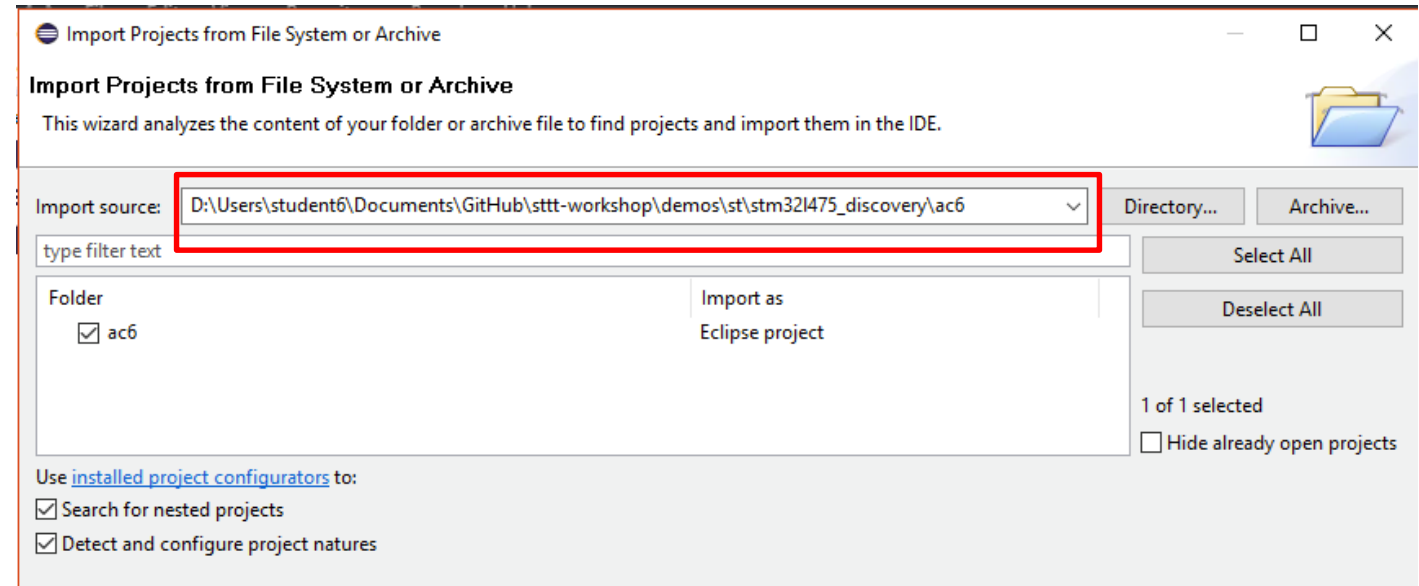 Import Projects from File System or Archive
Import Projects from File System or Archive
This wizard analyzes the content of your folder or archive file to find projects and import them in the IDE.
Import source: D:\Users\student6\Documents\GitHub\sttt-workshop\demos\st\stm32l475_discovery\ac6 Directory... Archive...
type filter text Select All
Folder Import as Deselect All
ac6 Eclipse project
1 of 1 selected
Hide already open projects
Use installed project configurators to:
Search for nested projects
Detect and configure project natures